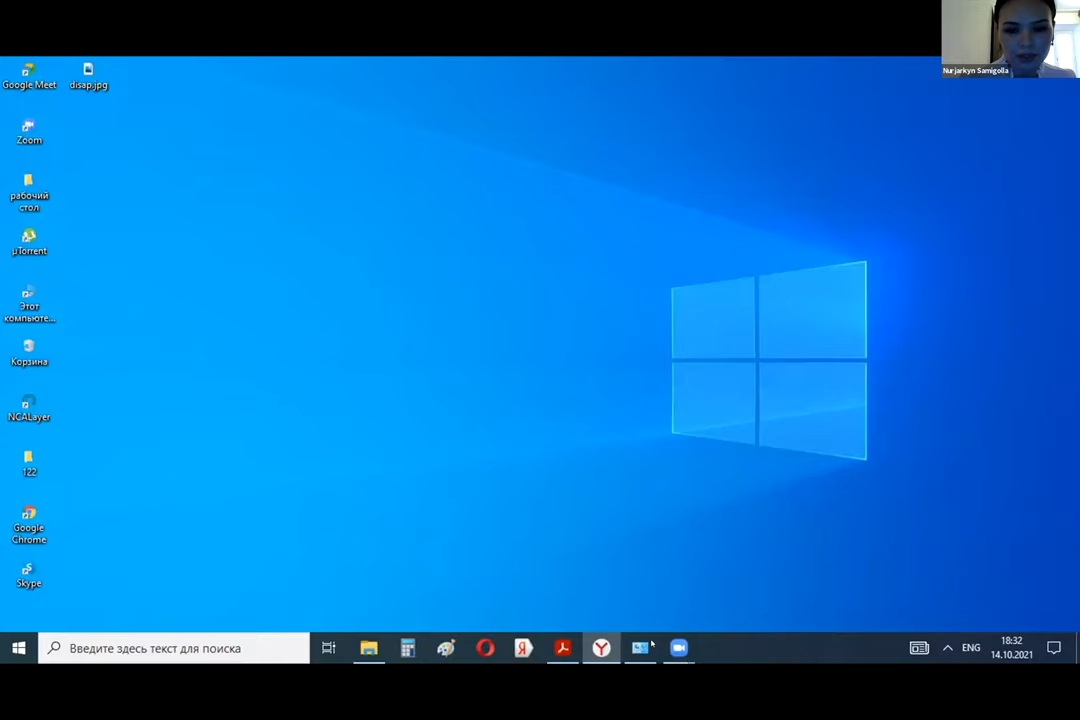 Nurjarkyn Samigolla
Google Meet
disap.jpg
Zoom
рабочий
стол
µTorrent
Этот
компьюте...
Корзина
NCALayer
122
Google
Chrome
Skype
Введите здесь текст для поиска
ENG
18:32
14.10.2021